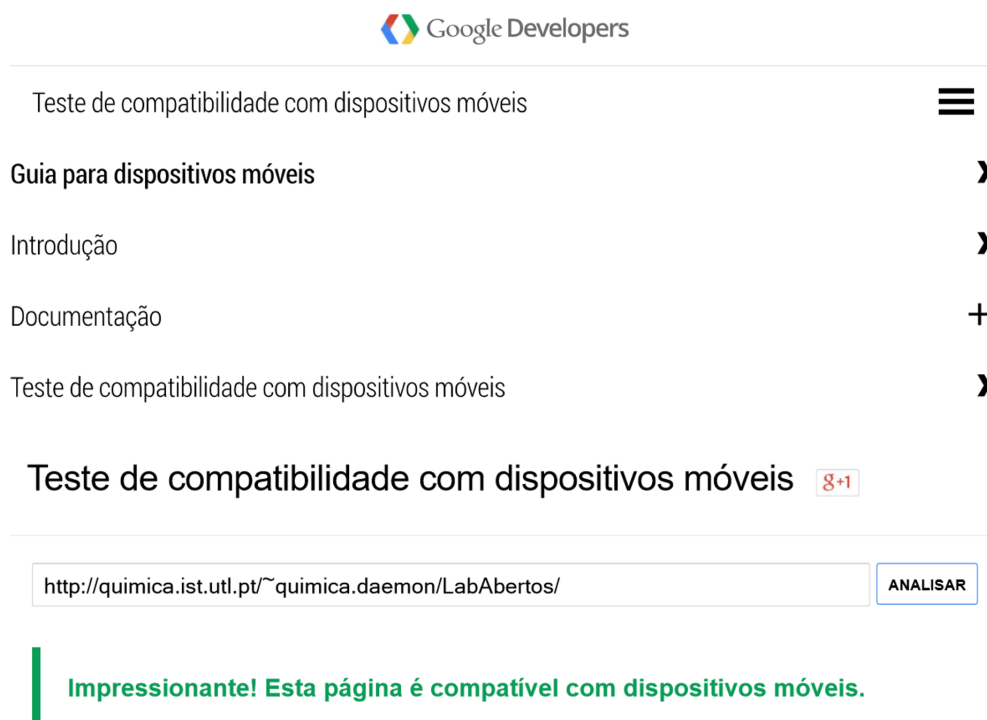 Google Developers
Teste de compatibilidade com dispositivos móveis
Guia para dispositivos móveis
Introdução
Documentação
Teste de compatibilidade com dispositivos móveis
Teste de compatibilidade com dispositivos móveis g+1
http://quimica.ist.utl.pt/~quimica.daemon/LabAbertos/ ANALISAR
Impressionante! Esta página é compatível com dispositivos móveis.